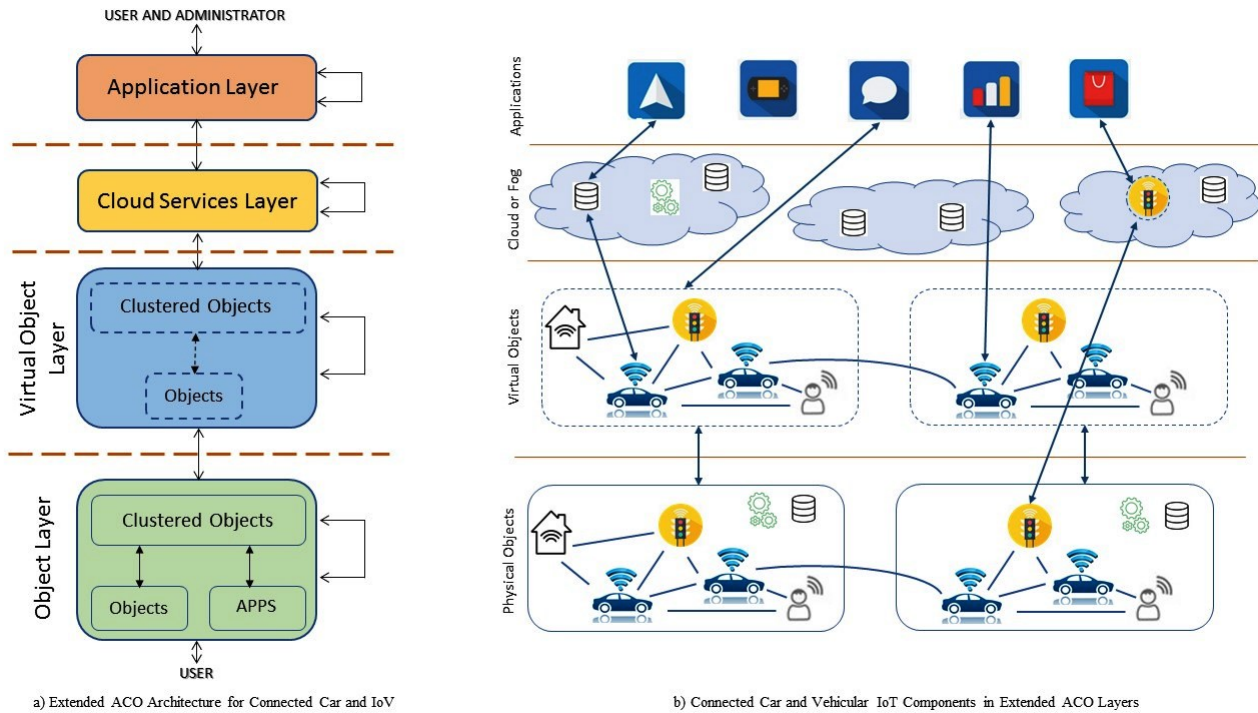 USER AND ADMINISTRATOR
Application Layer
Cloud Services Layer
Virtual Object
Layer
Clustered Objects
Objects
Object Layer
Clustered Objects
Objects
APPS
USER
a) Extended ACO Architecture for Connected Car and IoV
Applications
Cloud or Fog
Virtual Objects
Physical Objects
b) Connected Car and Vehicular IoT Components in Extended ACO Layers